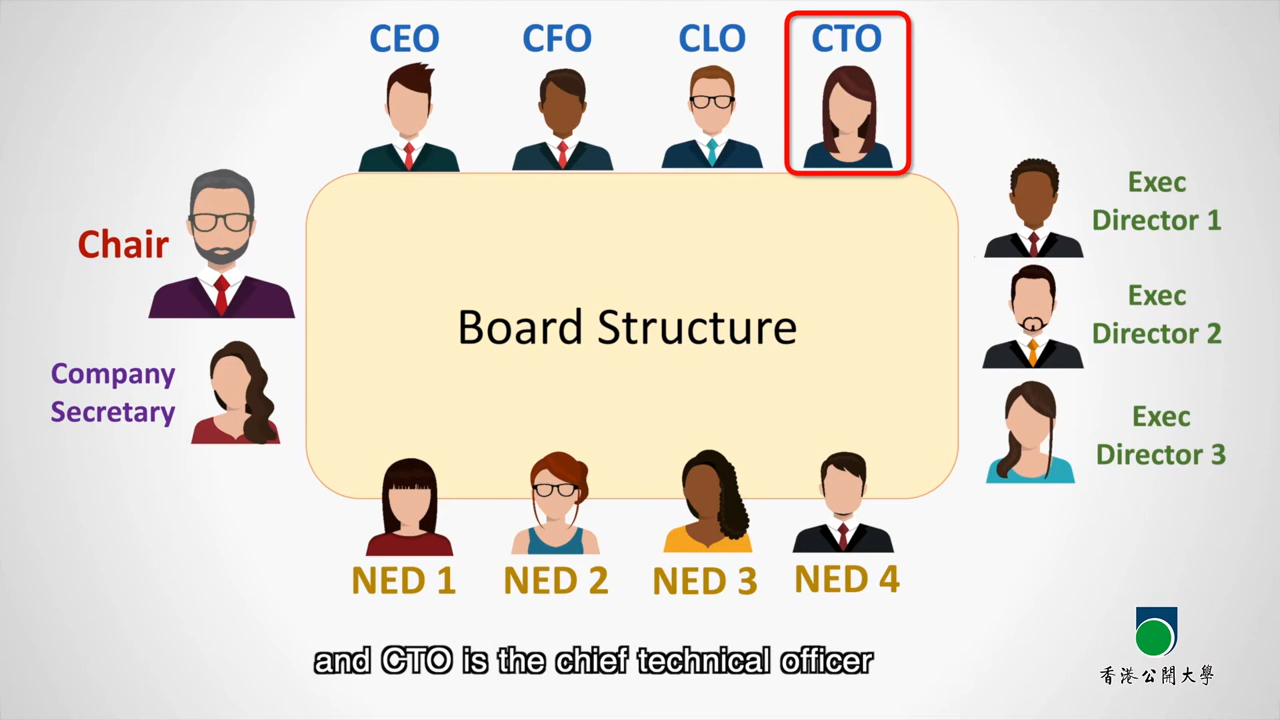 CEO
CFO
CLO
CTO
Chair
Company
Secretary
Board Structure
Exec
Director 1
Exec
Director 2
Exec
Director 3
NED 1
NED 2
NED 3
NED 4
and CTO is the chief technical officer
香港公開大學